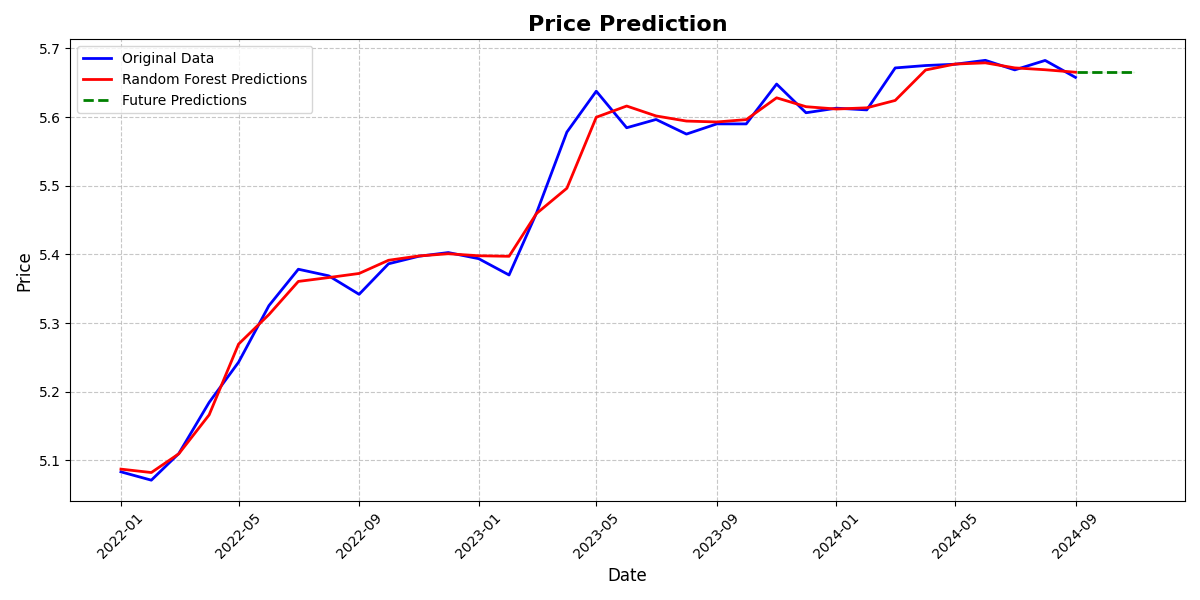 Price Prediction
Original Data
Random Forest Predictions
Future Predictions
Price
5.7
5.6
5.5
5.4
5.3
5.2
5.1
2022-01
2022-05
2022-09
2023-01
2023-05
2023-09
2024-01
2024-05
2024-09
Date